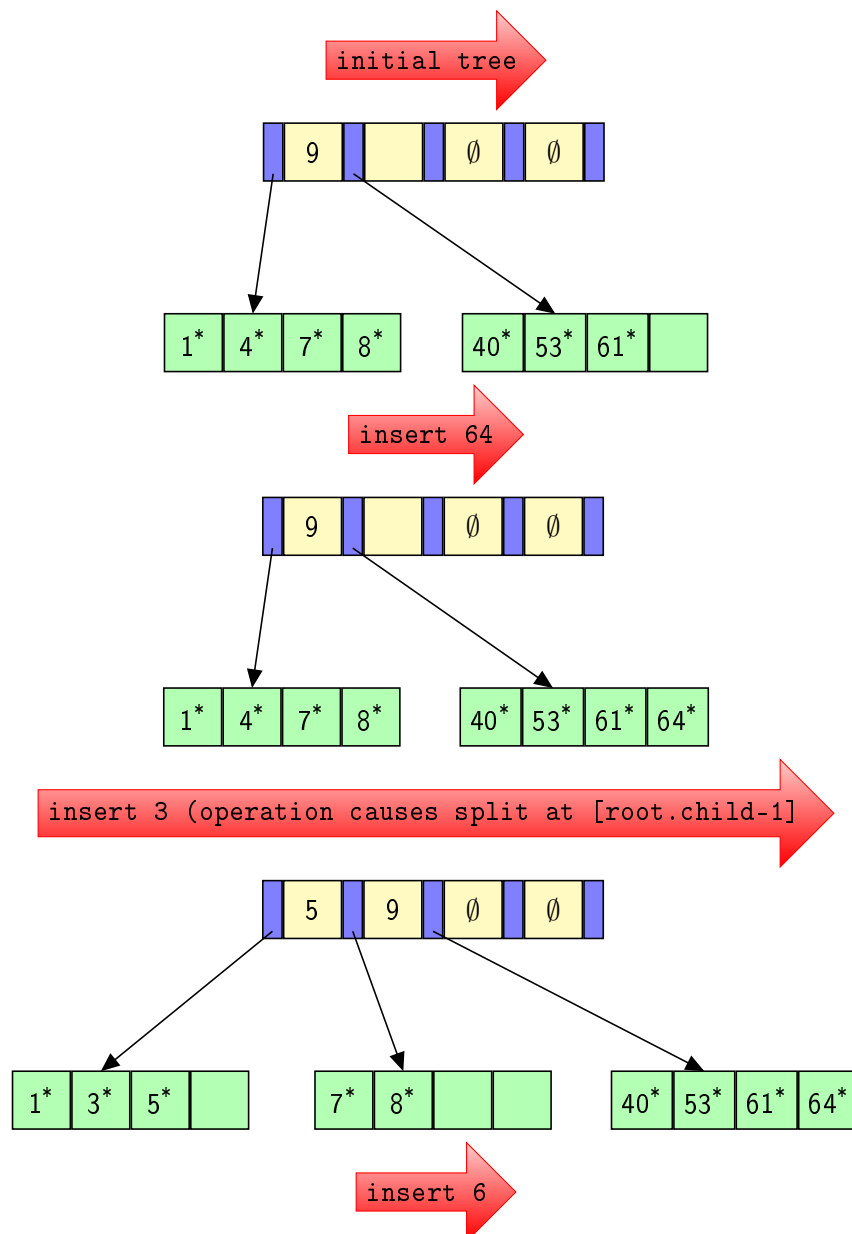 initial tree
9 ∅ ∅
1* 4* 7* 8* 40* 53* 61*
insert 64
9 ∅ ∅
1* 4* 7* 8* 40* 53* 61* 64*
insert 3 (operation causes split at [root.child-1]
5 9 ∅ ∅
1* 3* 5* 7* 8* 40* 53* 61* 64*
insert 6